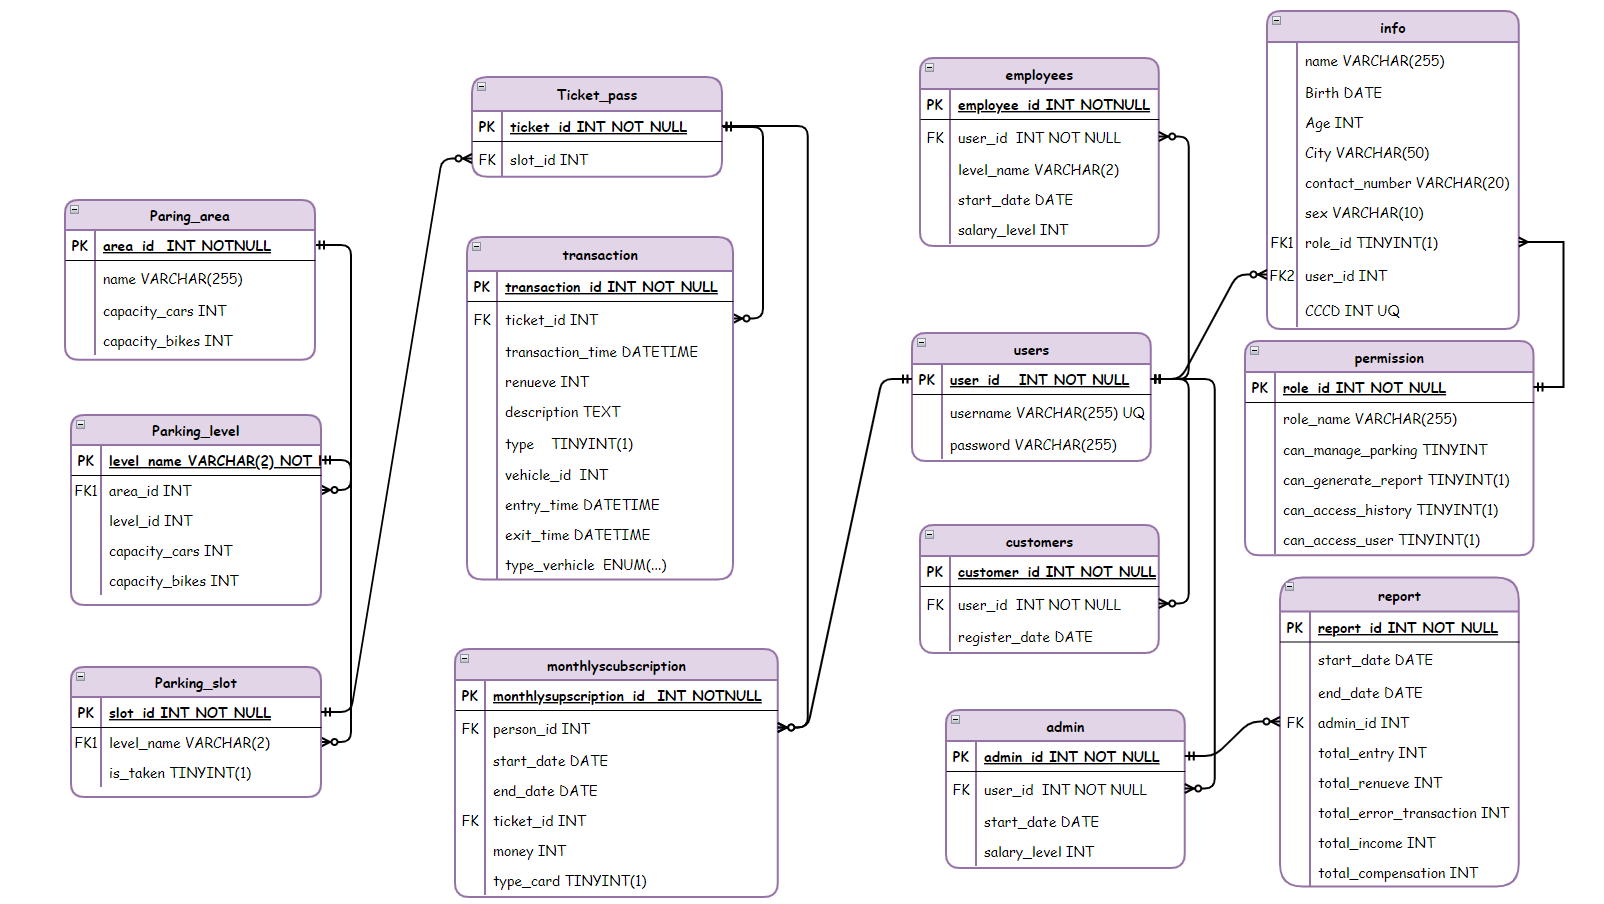 Ticket_pass
PK ticket_id INT NOT NULL
FK slot_id INT
Paring_area
PK area_id INT NOTNULL
name VARCHAR(255)
capacity_cars INT
capacity_bikes INT
Parking_level
PK level_name VARCHAR(2) NOT
FK1 area_id INT
level_id INT
capacity_cars INT
capacity_bikes INT
Parking_slot
PK slot_id INT NOT NULL
FK1 level_name VARCHAR(2)
is_taken TINYINT(1)
transaction
PK transaction_id INT NOT NULL
FK ticket_id INT
transaction_time DATETIME
renueve INT
description TEXT
type TINYINT(1)
vehicle_id INT
entry_time DATETIME
exit_time DATETIME
type_verhicle ENUM(...)
monthlyscubscription
PK monthlysupscription_id INT NOTNULL
FK person_id INT
start_date DATE
end_date DATE
FK ticket_id INT
money INT
type_card TINYINT(1)
employees
PK employee_id INT NOTNULL
FK user_id INT NOT NULL
level_name VARCHAR(2)
start_date DATE
salary_level INT
users
PK user_id INT NOT NULL
username VARCHAR(255) UQ
password VARCHAR(255)
customers
PK customer_id INT NOT NULL
FK user_id INT NOT NULL
register_date DATE
admin
PK admin_id INT NOT NULL
FK user_id INT NOT NULL
start_date DATE
salary_level INT
info
name VARCHAR(255)
Birth DATE
Age INT
City VARCHAR(50)
contact_number VARCHAR(20)
sex VARCHAR(10)
FK1 role_id TINYINT(1)
FK2 user_id INT
CCCD INT UQ
permission
PK role_id INT NOT NULL
role_name VARCHAR(255)
can_manage_parking TINYINT
can_generate_report TINYINT(1)
can_access_history TINYINT(1)
can_access_user TINYINT(1)
report
PK report_id INT NOT NULL
start_date DATE
end_date DATE
FK admin_id INT
total_entry INT
total_renueve INT
total_error_transaction INT
total_income INT
total_compensation INT